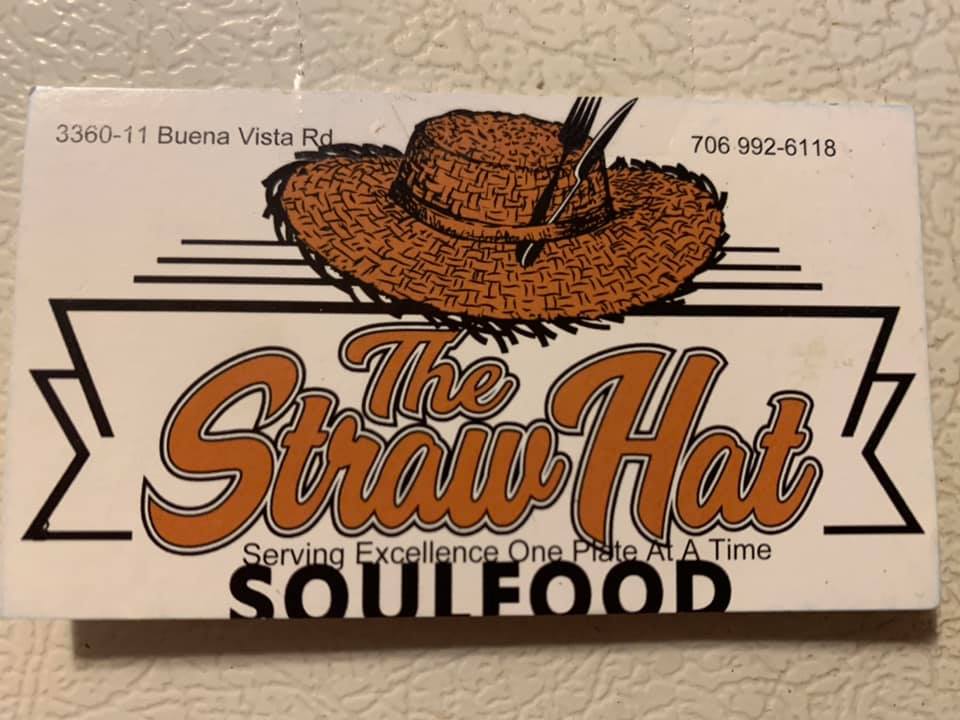 3360-11 Buena Vista Rd
706 992-6118
The
Straw Hat
Serving Excellence One Plate At A Time
SOULFOOD